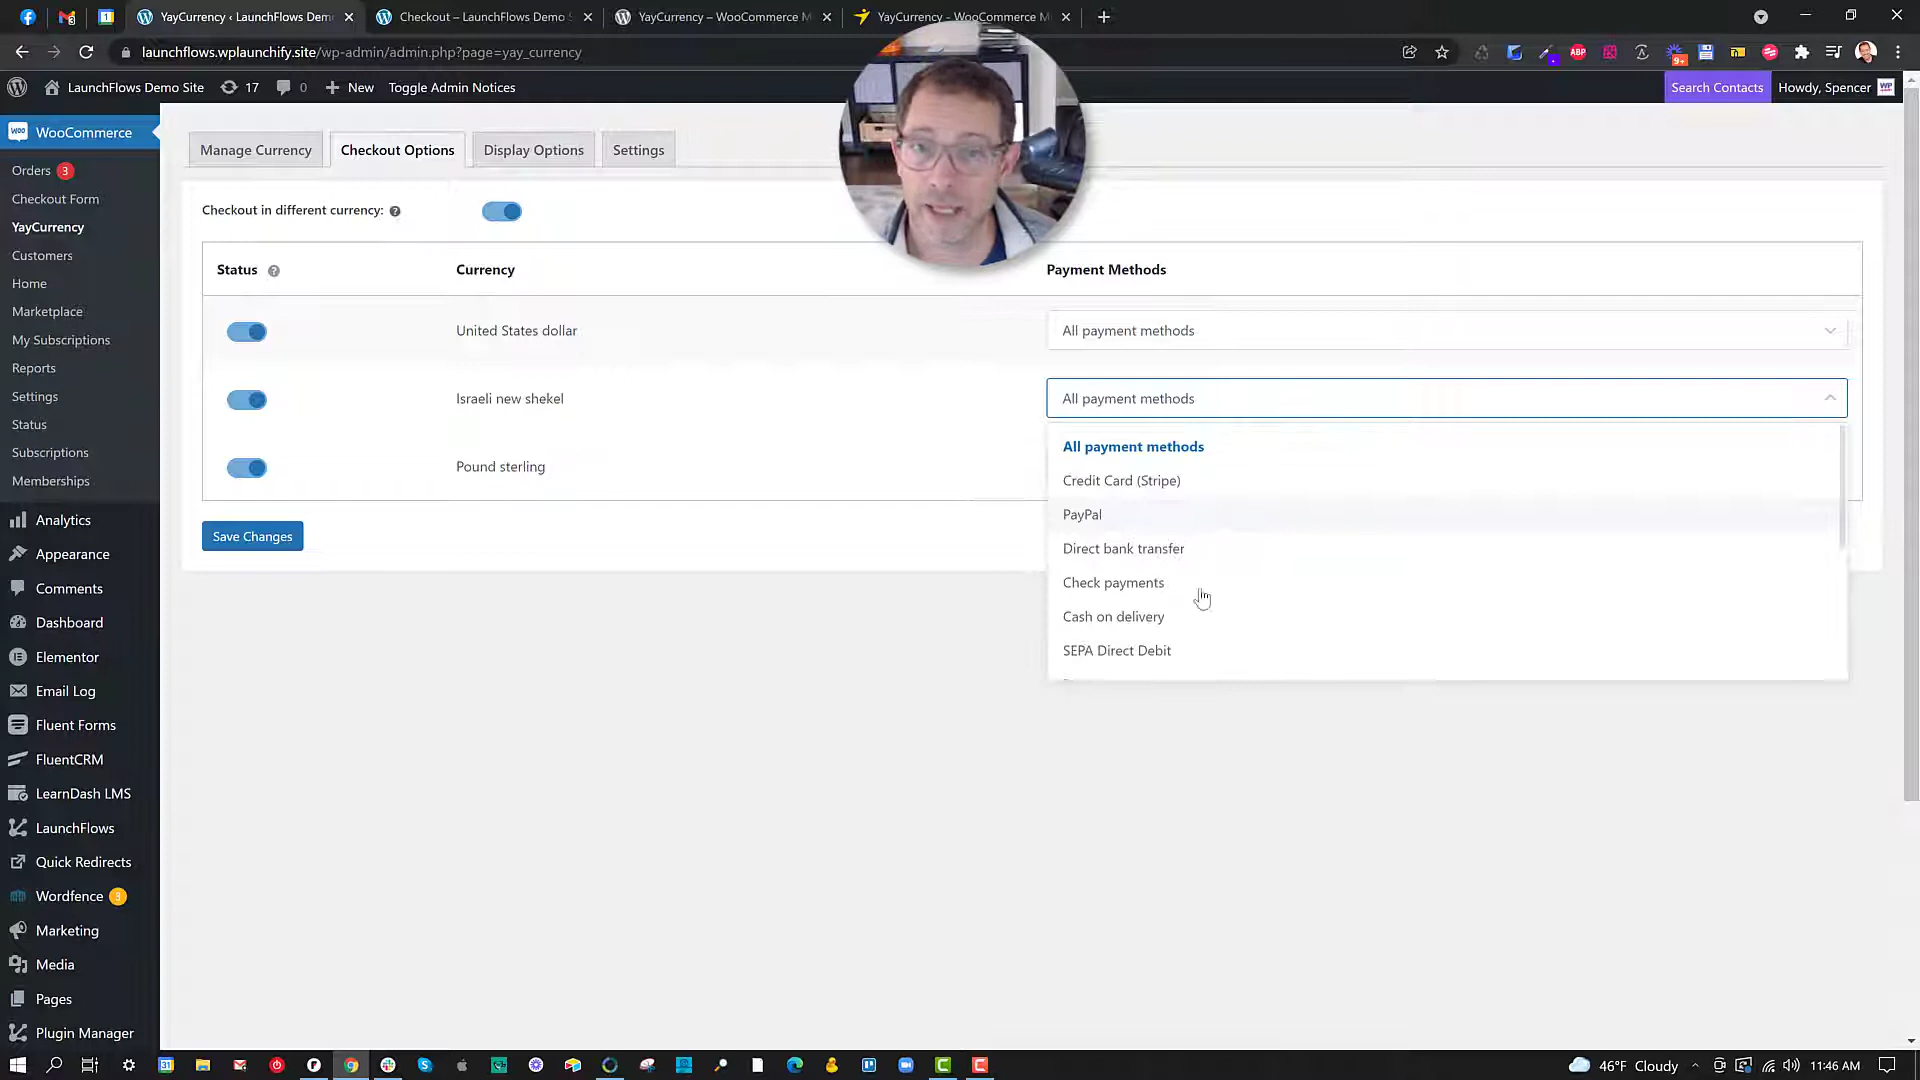 YayCurrency ‹ LaunchFlows Demo
Checkout – LaunchFlows Demo
YayCurrency – WooCommerce M
YayCurrency - WooCommerce M
launchflows.wplaunchify.site/wp-admin/admin.php?page=yay_currency
LaunchFlows Demo Site
17
0
New
Toggle Admin Notices
Search Contacts
Howdy, Spencer
WooCommerce
Orders 3
Checkout Form
YayCurrency
Customers
Home
Marketplace
My Subscriptions
Reports
Settings
Status
Subscriptions
Memberships
Analytics
Appearance
Comments
Dashboard
Elementor
Email Log
Fluent Forms
FluentCRM
LearnDash LMS
LaunchFlows
Quick Redirects
Wordfence 3
Marketing
Media
Pages
Plugin Manager
Manage Currency
Checkout Options
Display Options
Settings
Checkout in different currency:
Status
Currency
Payment Methods
United States dollar
All payment methods
Israeli new shekel
All payment methods
Pound sterling
All payment methods
Credit Card (Stripe)
PayPal
Direct bank transfer
Check payments
Cash on delivery
SEPA Direct Debit
Save Changes
46°F Cloudy
11:46 AM